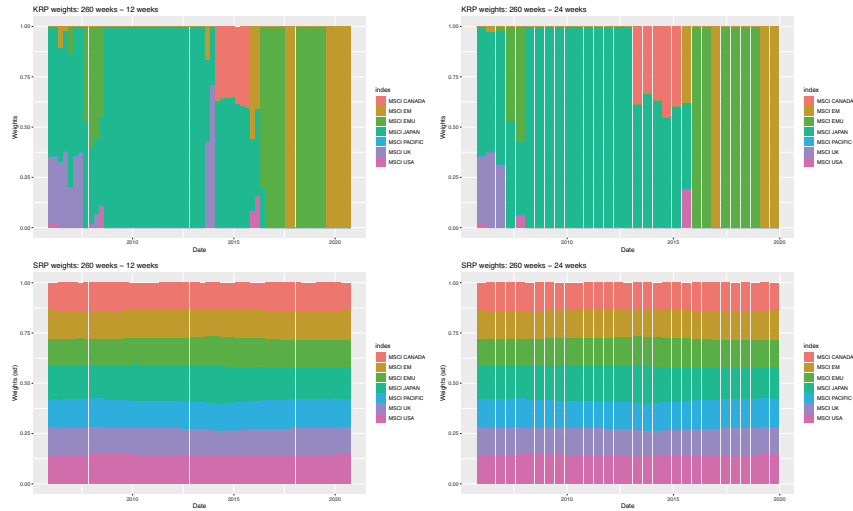 KRP weights: 260 weeks – 12 weeks
1.00
0.75
0.50
0.25
0.00
Weights
2010
2015
2020
Date
index
MSCI CANADA
MSCI EM
MSCI EMU
MSCI JAPAN
MSCI PACIFIC
MSCI UK
MSCI USA
KRP weights: 260 weeks – 24 weeks
1.00
0.75
0.50
0.25
0.00
Weights
2010
2015
2020
Date
index
MSCI CANADA
MSCI EM
MSCI EMU
MSCI JAPAN
MSCI PACIFIC
MSCI UK
MSCI USA
SRP weights: 260 weeks – 12 weeks
1.00
0.75
0.50
0.25
0.00
Weights (sd)
2010
2015
2020
Date
index
MSCI CANADA
MSCI EM
MSCI EMU
MSCI JAPAN
MSCI PACIFIC
MSCI UK
MSCI USA
SRP weights: 260 weeks – 24 weeks
1.00
0.75
0.50
0.25
0.00
Weights (sd)
2010
2015
2020
Date
index
MSCI CANADA
MSCI EM
MSCI EMU
MSCI JAPAN
MSCI PACIFIC
MSCI UK
MSCI USA